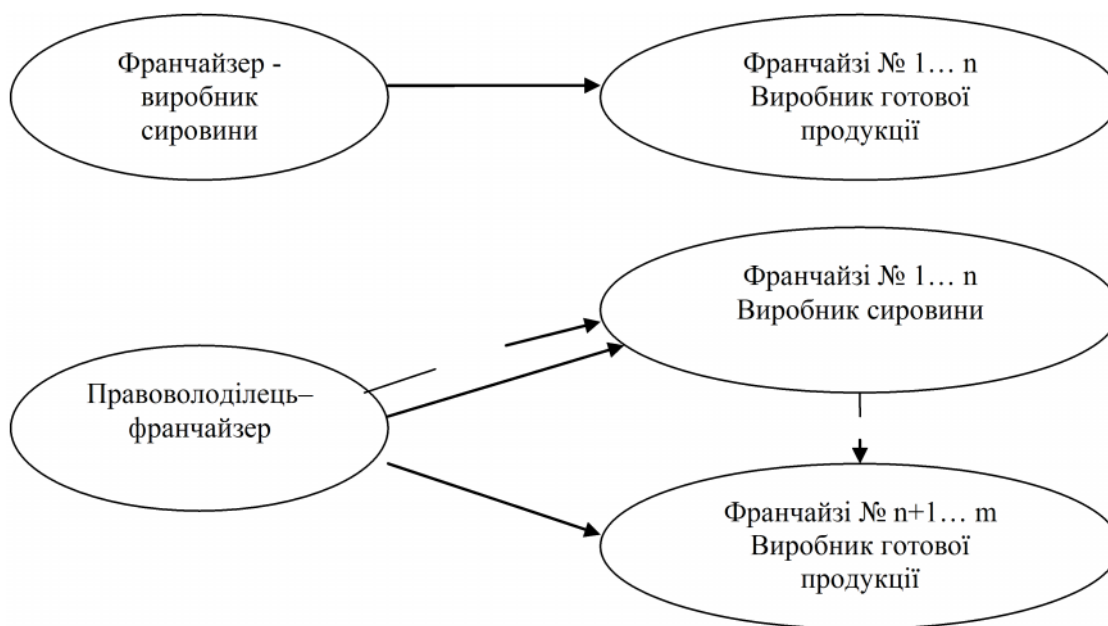 Франчайзер -
виробник
сировини
Франчайзі № 1… n
Виробник готової
продукції
Франчайзі № 1… n
Виробник сировини
Правоволоділець–
франчайзер
Франчайзі № n+1… m
Виробник готової
продукції